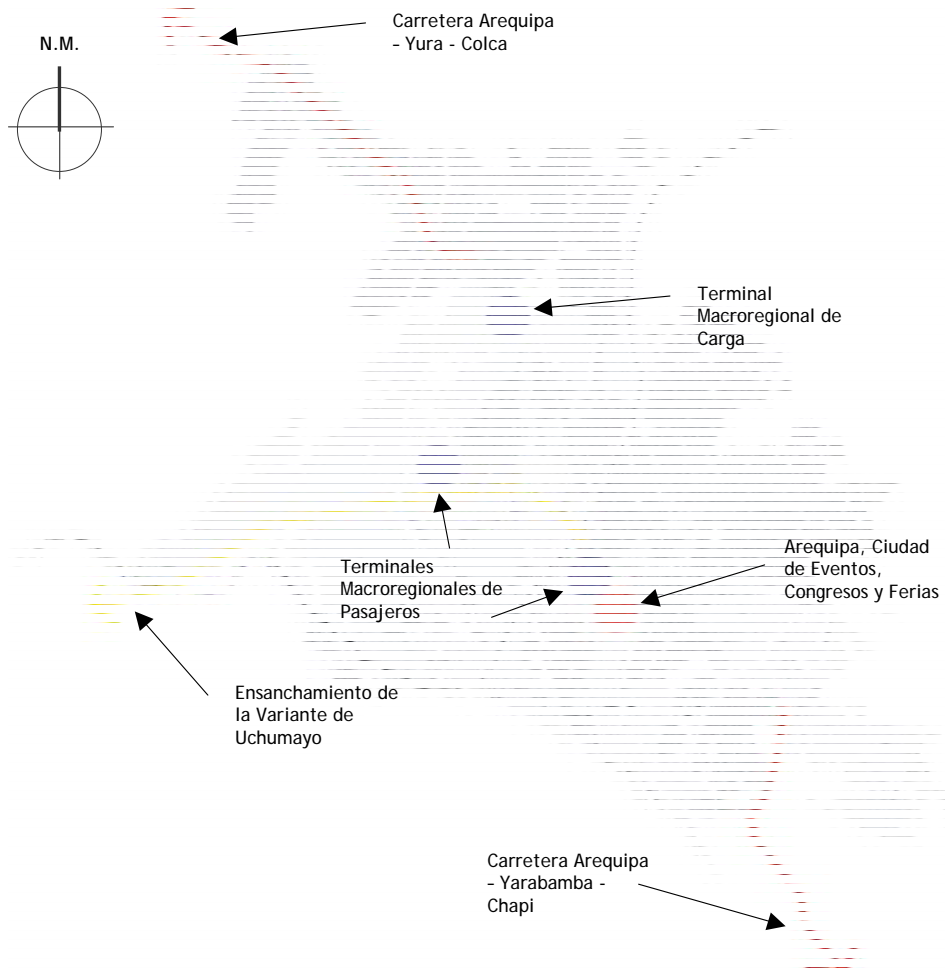 Carretera Arequipa
– Yura - Colca
N.M.
Terminal
Macroregional de
Carga
Terminales
Macroregionales de
Pasajeros
Arequipa, Ciudad
de Eventos,
Congresos y Ferias
Ensanchamiento de
la Variante de
Uchumayo
Carretera Arequipa
– Yarabamba -
Chapi